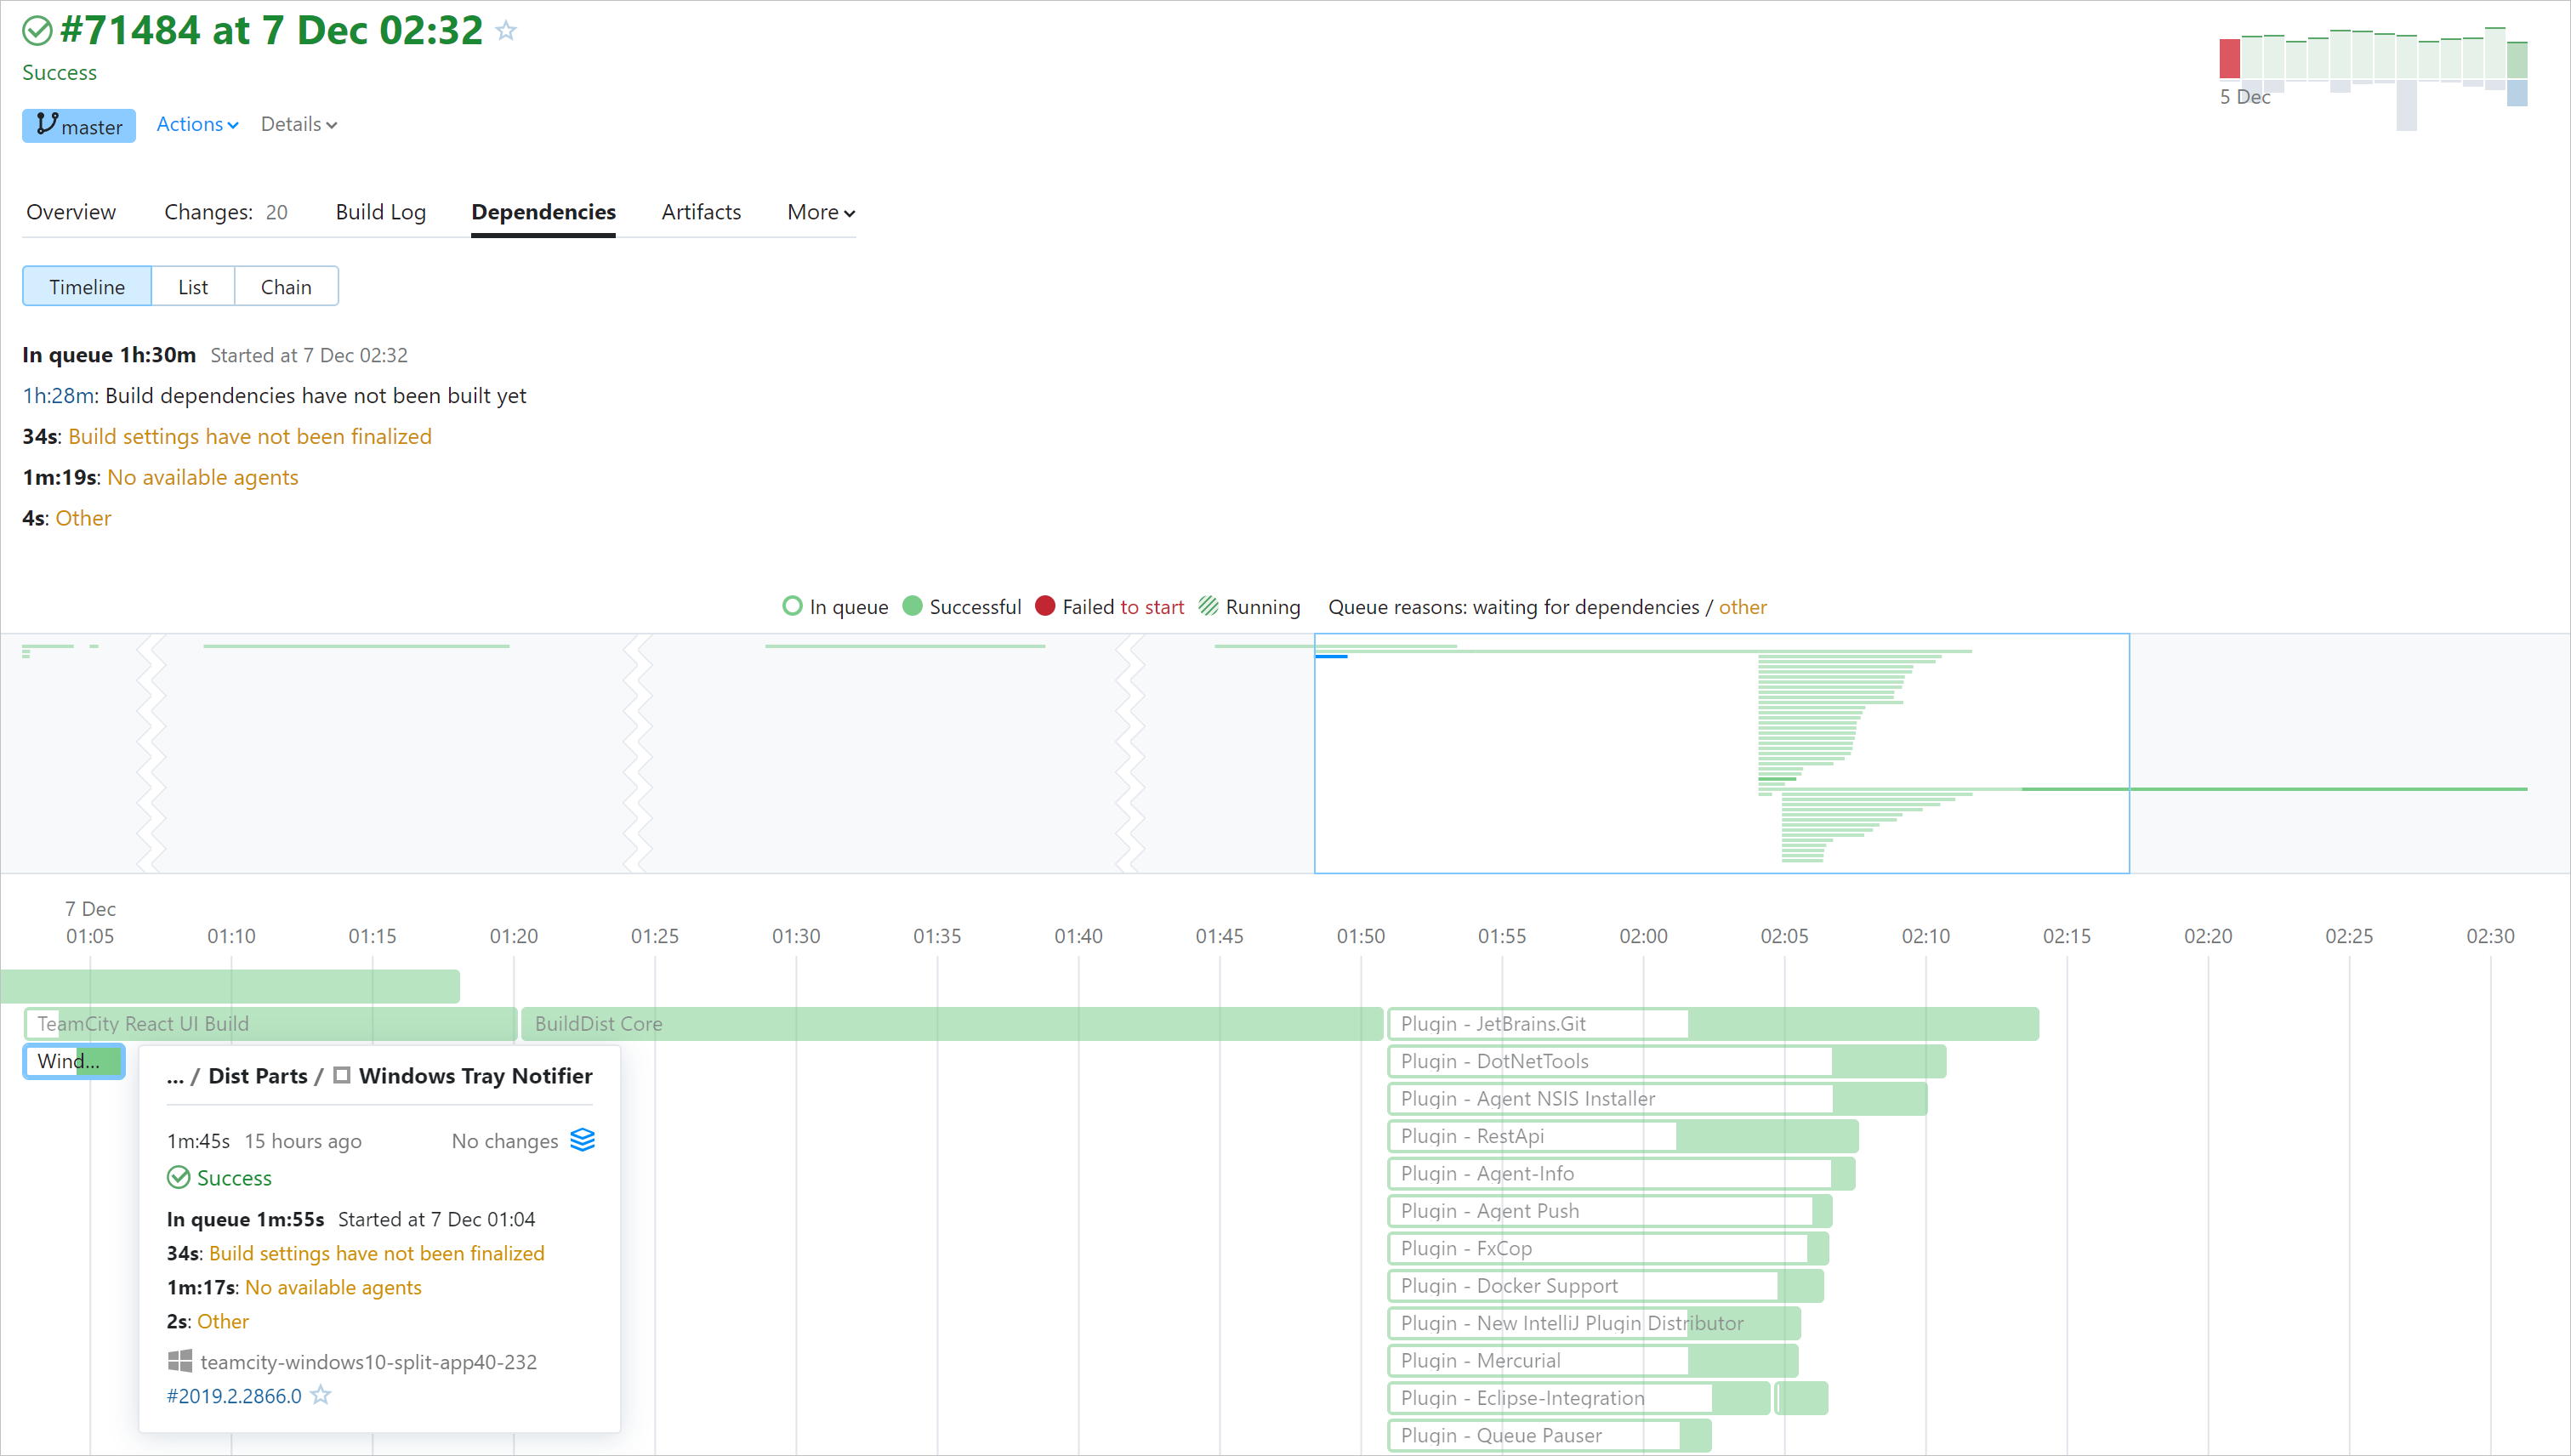 #71484 at 7 Dec 02:32
Success
5 Dec
master Actions Details
Overview Changes: 20 Build Log Dependencies Artifacts More
Timeline List Chain
In queue 1h:30m Started at 7 Dec 02:32
1h:28m: Build dependencies have not been built yet
34s: Build settings have not been finalized
1m:19s: No available agents
4s: Other
In queue Successful Failed to start Running Queue reasons: waiting for dependencies / other
7 Dec
01:05 01:10 01:15 01:20 01:25 01:30 01:35 01:40 01:45 01:50 01:55 02:00 02:05 02:10 02:15 02:20 02:25 02:30
TeamCity React UI Build BuildDist Core Plugin - JetBrains.Git
Wind...
Plugin - DotNetTools
... / Dist Parts / Windows Tray Notifier
Plugin - Agent NSIS Installer
1m:45s 15 hours ago No changes
Plugin - RestApi
Success
Plugin - Agent-Info
In queue 1m:55s Started at 7 Dec 01:04
Plugin - Agent Push
34s: Build settings have not been finalized
Plugin - FxCop
1m:17s: No available agents
Plugin - Docker Support
2s: Other
Plugin - New IntelliJ Plugin Distributor
teamcity-windows10-split-app40-232
Plugin - Mercurial
#2019.2.2866.0
Plugin - Eclipse-Integration
Plugin - Queue Pauser